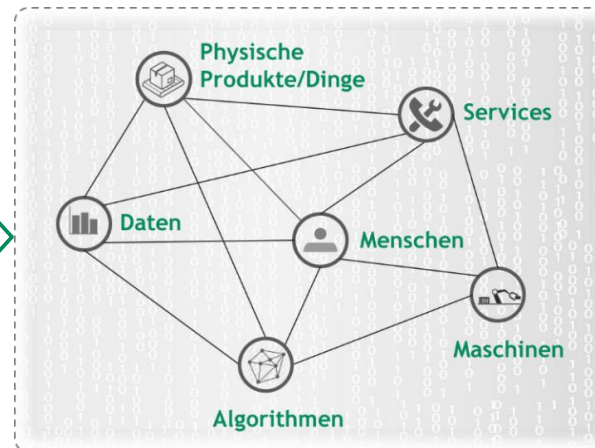 Physische
Produkte/Dinge
Services
Daten
Menschen
Maschinen
Algorithmen